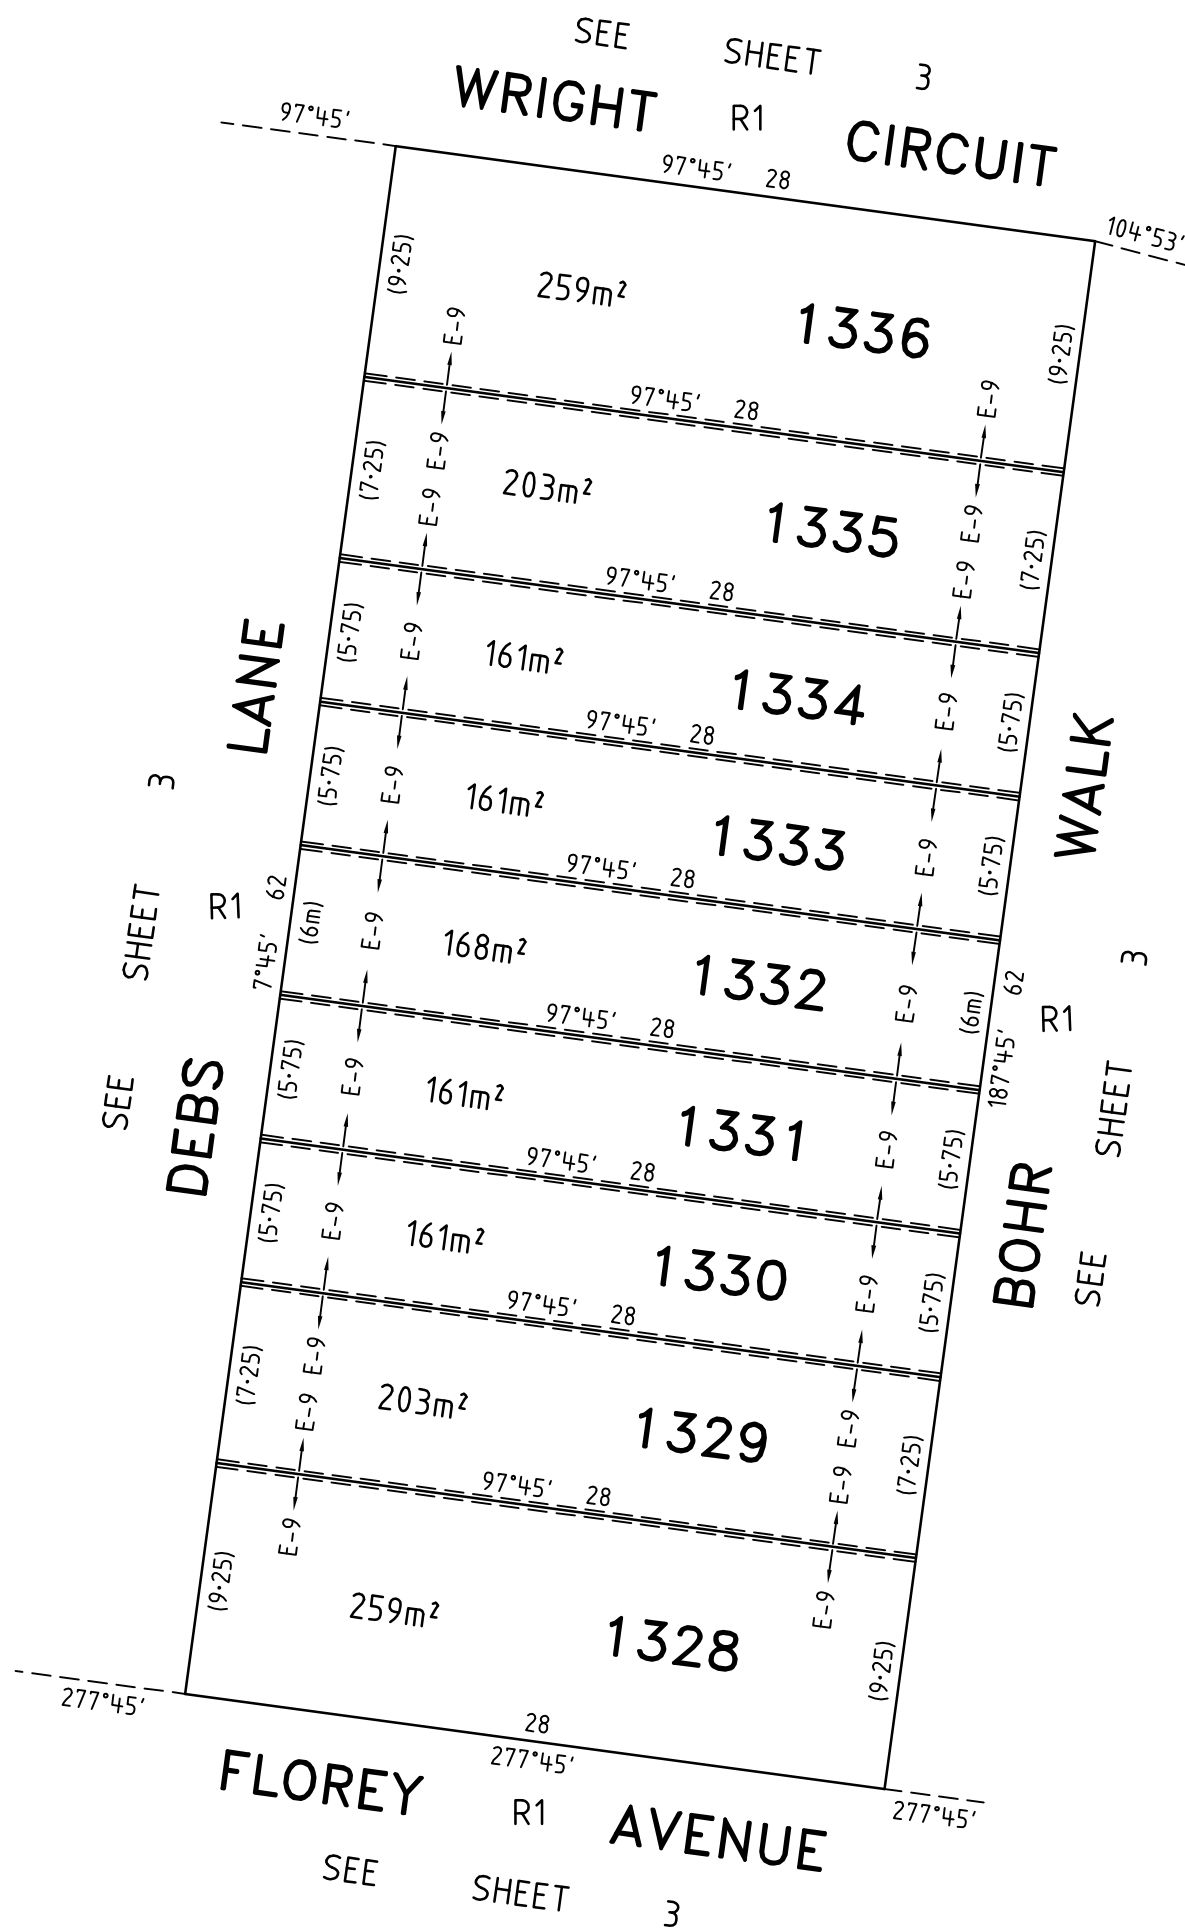 SEE SHEET 3
WRIGHT R1 CIRCUIT
97°45′
97°45′ 28
104°53′
(9·25)
259m²
1336
(9·25)
E-9
E-9
97°45′ 28
(7·25)
E-9
E-9
203m²
1335
E-9
E-9
(7·25)
97°45′ 28
(5·75)
E-9
161m²
1334
E-9
(5·75)
97°45′ 28
(5·75)
E-9
161m²
1333
E-9
(5·75)
97°45′ 28
(6m)
E-9
168m²
1332
E-9
(6m)
97°45′ 28
(5·75)
E-9
161m²
1331
E-9
(5·75)
97°45′ 28
(5·75)
E-9
161m²
1330
E-9
(5·75)
97°45′ 28
(7·25)
E-9
E-9
203m²
1329
E-9
E-9
(7·25)
97°45′ 28
E-9
E-9
(9·25)
259m²
1328
(9·25)
DEBS LANE
7°45′ 62
R1
SEE SHEET 3
BOHR WALK
187°45′ 62
R1
SEE SHEET 3
277°45′
28
277°45′
277°45′
FLOREY R1 AVENUE
SEE SHEET 3